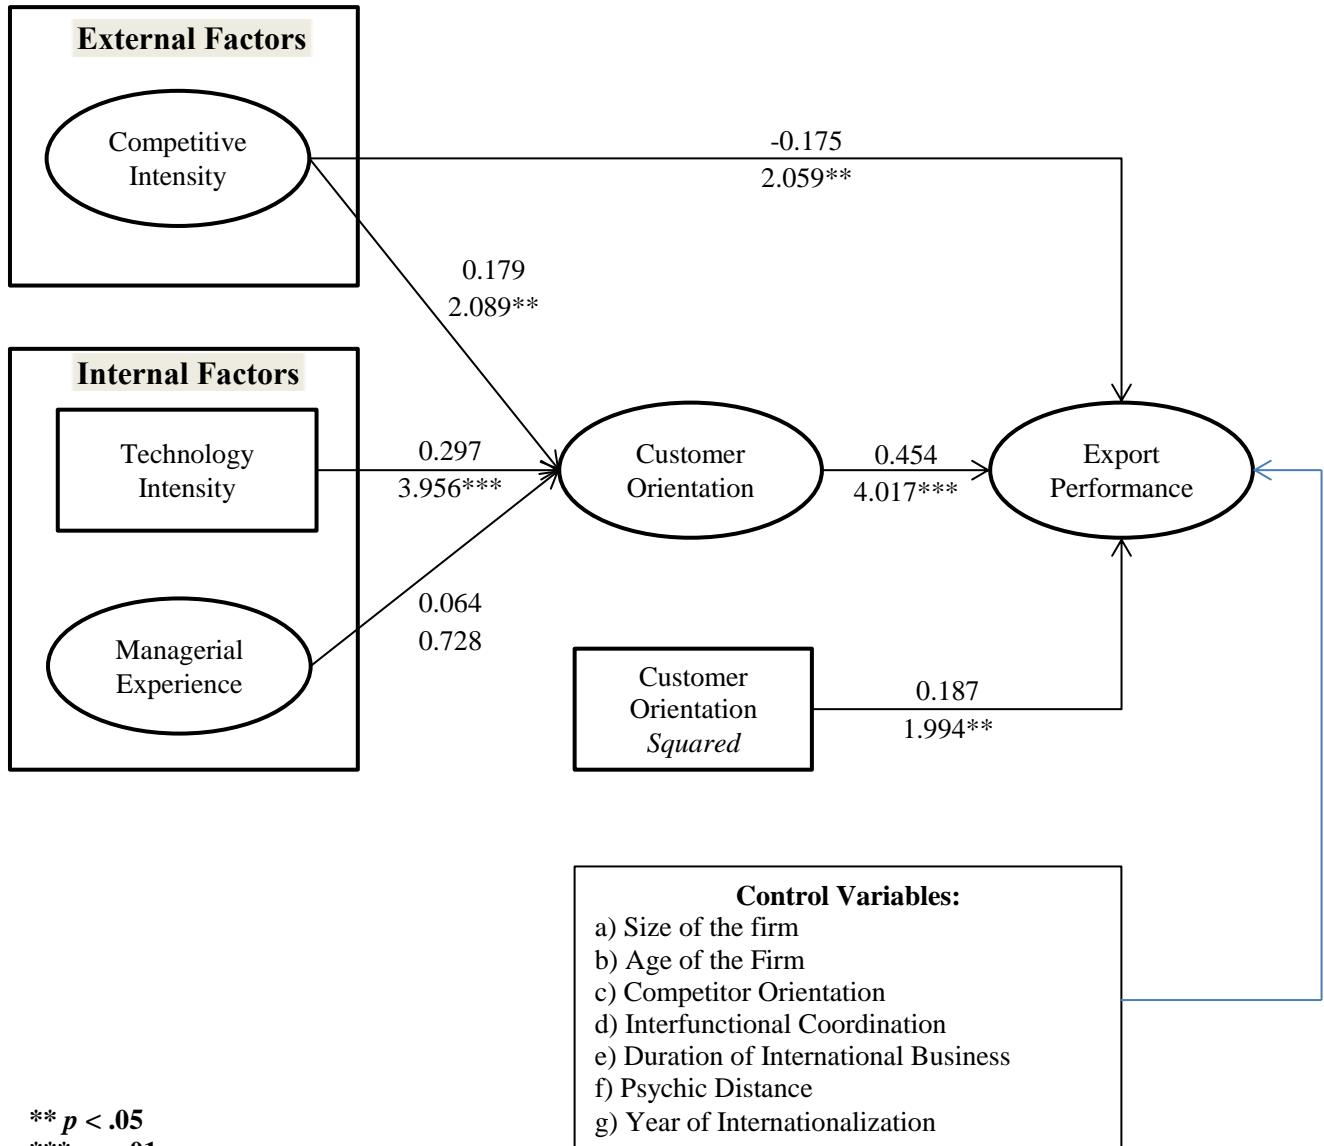 External Factors
Competitive
Intensity
-0.175
2.059**
0.179
2.089**
Internal Factors
Technology
Intensity
0.297
3.956***
Customer
Orientation
0.454
4.017***
Export
Performance
Managerial
Experience
0.064
0.728
Customer
Orientation
Squared
0.187
1.994**
Control Variables:
a) Size of the firm
b) Age of the Firm
c) Competitor Orientation
d) Interfunctional Coordination
e) Duration of International Business
f) Psychic Distance
g) Year of Internationalization
** p < .05